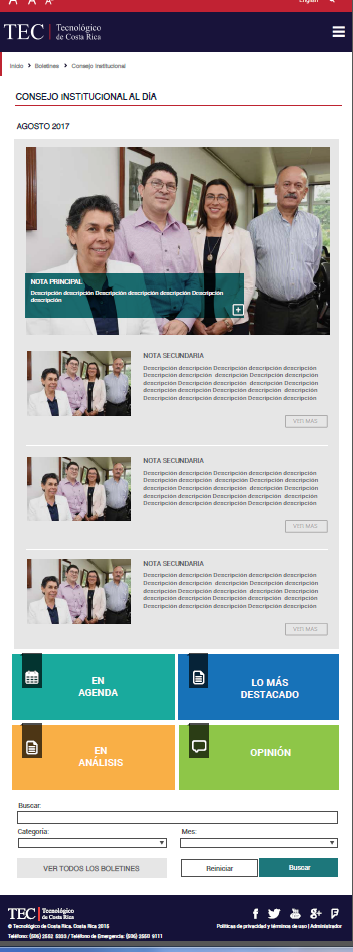 A A A-
English
TEC | Tecnológico
de Costa Rica
Inicio > Boletines > Consejo Institucional
CONSEJO INSTITUCIONAL AL DÍA
AGOSTO 2017
NOTA PRINCIPAL
Descripción descripción Descripción descripción descripción Descripción
descripción
NOTA SECUNDARIA
Descripción descripción Descripción descripción descripción
Descripción descripción descripción Descripción descripción
descripción Descripción descripción descripción Descripción
descripción Descripción descripción descripción descripción
Descripción descripción Descripción descripción descripción
VER MÁS
NOTA SECUNDARIA
Descripción descripción Descripción descripción descripción
Descripción descripción descripción Descripción descripción
descripción Descripción descripción descripción Descripción
descripción Descripción descripción descripción descripción
Descripción descripción Descripción descripción descripción
VER MÁS
NOTA SECUNDARIA
Descripción descripción Descripción descripción descripción
Descripción descripción descripción Descripción descripción
descripción Descripción descripción descripción Descripción
descripción Descripción descripción descripción descripción
Descripción descripción Descripción descripción descripción
VER MÁS
EN
AGENDA
LO MÁS
DESTACADO
EN
ANÁLISIS
OPINIÓN
Buscar:
Categoría:
Mes:
VER TODOS LOS BOLETINES
Reiniciar
Buscar
TEC | Tecnológico
de Costa Rica
© Tecnológico de Costa Rica. Costa Rica 2015
Políticas de privacidad y términos de uso | Administrador
Teléfono: (506) 2552 5333 / Teléfono de Emergencia: (506) 2550 9111